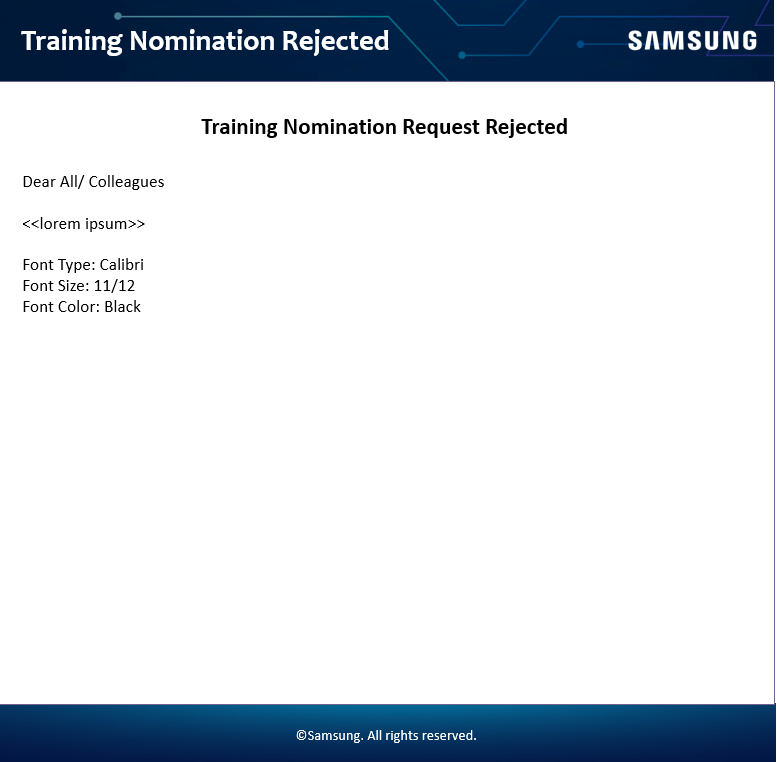 Training Nomination Rejected
SAMSUNG
Training Nomination Request Rejected
Dear All/ Colleagues
<<lorem ipsum>>
Font Type: Calibri
Font Size: 11/12
Font Color: Black
©Samsung. All rights reserved.